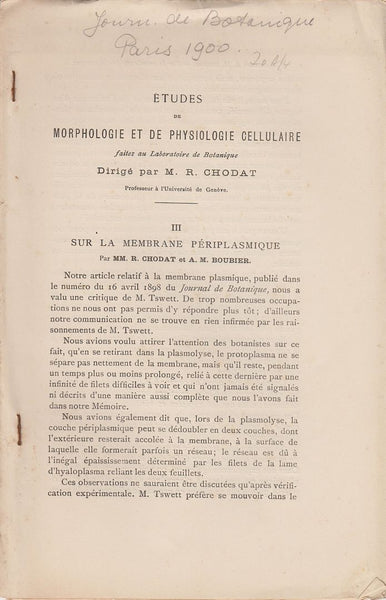 Journ. de Botanique
Paris 1900.
ÉTUDES
DE
MORPHOLOGIE ET DE PHYSIOLOGIE CELLULAIRE
faites au Laboratoire de Botanique
Dirigé par M. R. CHODAT
Professeur à l'Université de Genève.
III
SUR LA MEMBRANE PÉRIPLASMIQUE
Par MM. R. CHODAT et A. M. BOUBIER.
Notre article relatif à la membrane plasmique, publié dans
le numéro du 16 avril 1898 du Journal de Botanique, nous a
valu une critique de M. Tswett. De trop nombreuses occupa-
tions ne nous ont pas permis d'y répondre plus tôt; d'ailleurs
notre communication ne se trouve en rien infirmée par les rai-
sonnements de M. Tswett.
Nous avions voulu attirer l'attention des botanistes sur ce
fait, qu'en se retirant dans la plasmolyse, le protoplasma ne se
sépare pas nettement de la membrane, mais qu'il reste, pendant
un temps plus ou moins prolongé, relié à cette dernière par une
infinité de filets difficiles à voir et qui n'ont jamais été signalés
ni décrits d'une manière aussi complète que nous l'avons fait
dans notre Mémoire.
Nous avions également dit que, lors de la plasmolyse, la
couche périplasmique peut se dédoubler en deux couches, dont
l'extérieure resterait accolée à la membrane, à la surface de
laquelle elle formerait parfois un réseau; le réseau est dû à
l'inégal épaississement déterminé par les filets de la lame
d'hyaloplasma reliant les deux feuillets.
Ces observations ne sauraient être discutées qu'après vérifi-
cation expérimentale. M. Tswett préfère se mouvoir dans le